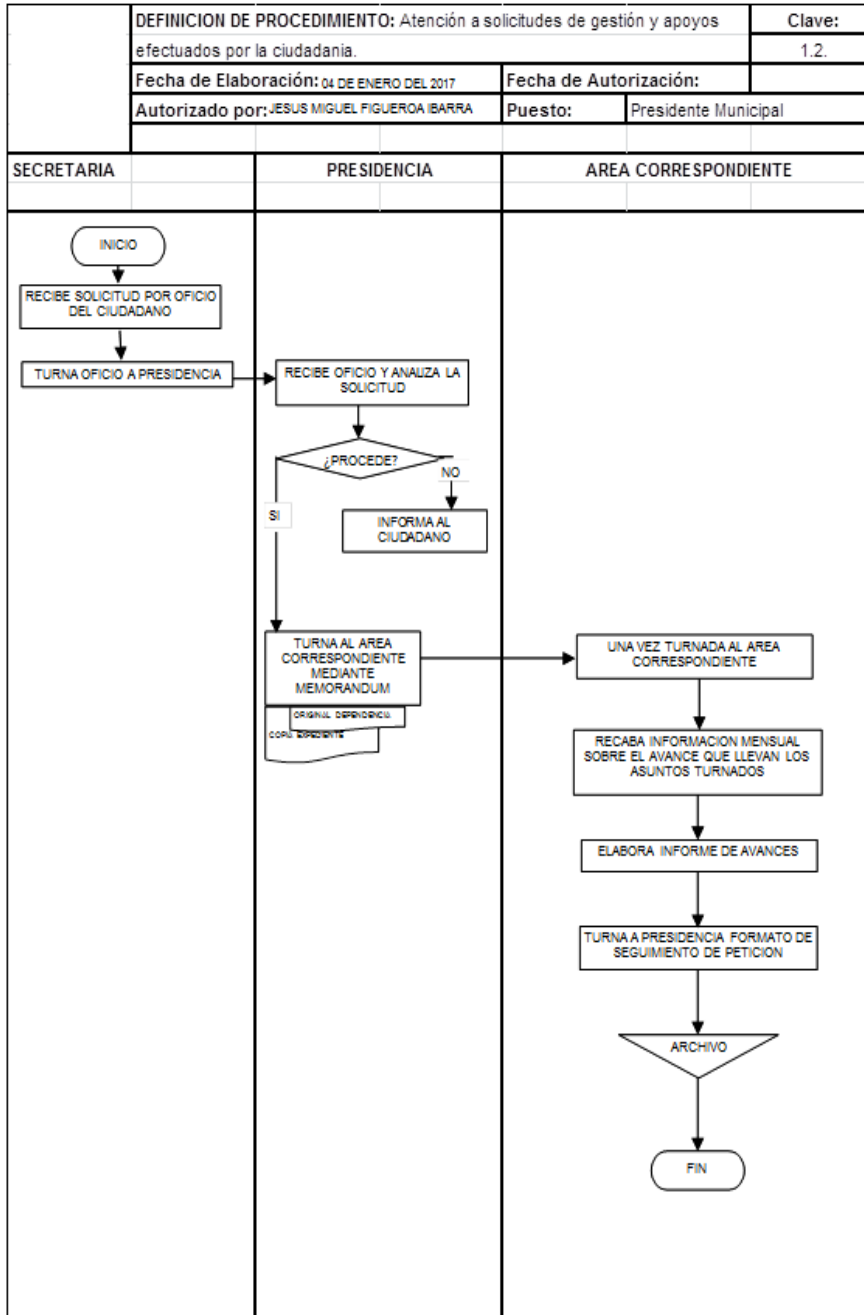 DEFINICION DE PROCEDIMIENTO: Atención a solicitudes de gestión y apoyos
efectuados por la ciudadania.
Clave:
1.2.
Fecha de Elaboración: 04 DE ENERO DEL 2017
Fecha de Autorización:
Autorizado por: JESUS MIGUEL FIGUEROA IBARRA
Puesto:
Presidente Municipal
SECRETARIA
PRESIDENCIA
AREA CORRESPONDIENTE
INICIO
RECIBE SOLICITUD POR OFICIO
DEL CIUDADANO
TURNA OFICIO A PRESIDENCIA
RECIBE OFICIO Y ANALIZA LA
SOLICITUD
¿PROCEDE?
NO
SI
INFORMA AL
CIUDADANO
TURNA AL AREA
CORRESPONDIENTE
MEDIANTE
MEMORANDUM
ORIGINAL DEPENDENCIA
COPIA EXPEDIENTE
UNA VEZ TURNADA AL AREA
CORRESPONDIENTE
RECABA INFORMACION MENSUAL
SOBRE EL AVANCE QUE LLEVAN LOS
ASUNTOS TURNADOS
ELABORA INFORME DE AVANCES
TURNA A PRESIDENCIA FORMATO DE
SEGUIMIENTO DE PETICION
ARCHIVO
FIN